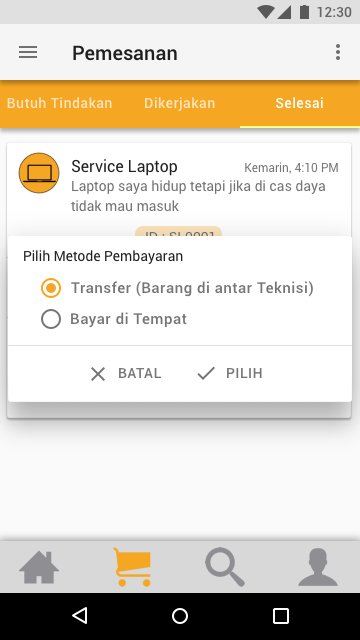 12:30
Pemesanan
Butuh Tindakan
Dikerjakan
Selesai
Service Laptop
Kemarin, 4:10 PM
Laptop saya hidup tetapi jika di cas daya
tidak mau masuk
ID : SL0001
Pilih Metode Pembayaran
Transfer (Barang di antar Teknisi)
Bayar di Tempat
BATAL
PILIH